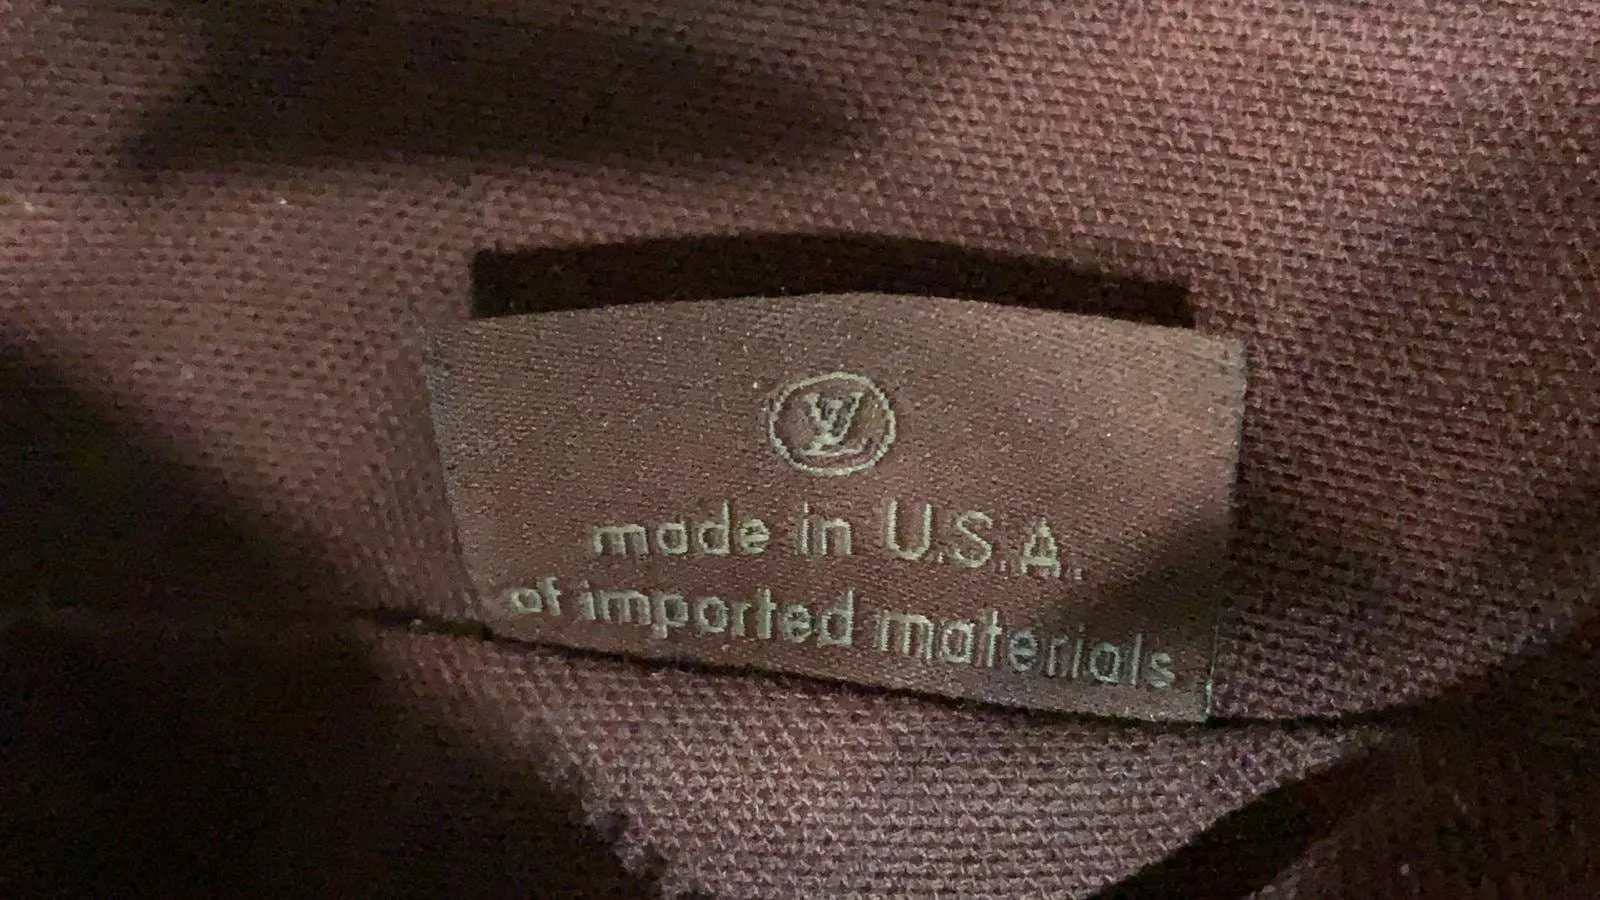 LV
made in U.S.A.
of imported materials